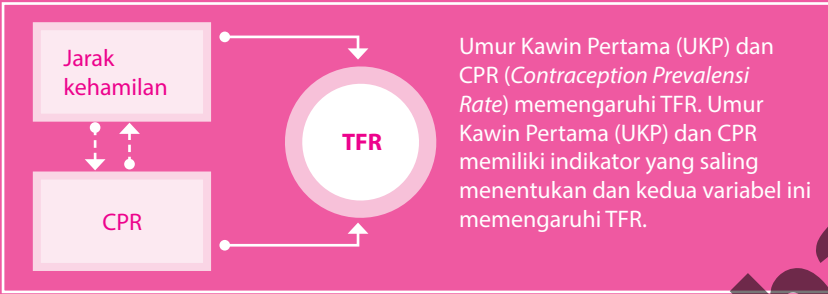 Jarak
kehamilan
CPR
TFR
Umur Kawin Pertama (UKP) dan
CPR (Contraception Prevalensi
Rate) memengaruhi TFR. Umur
Kawin Pertama (UKP) dan CPR
memiliki indikator yang saling
menentukan dan kedua variabel ini
memengaruhi TFR.